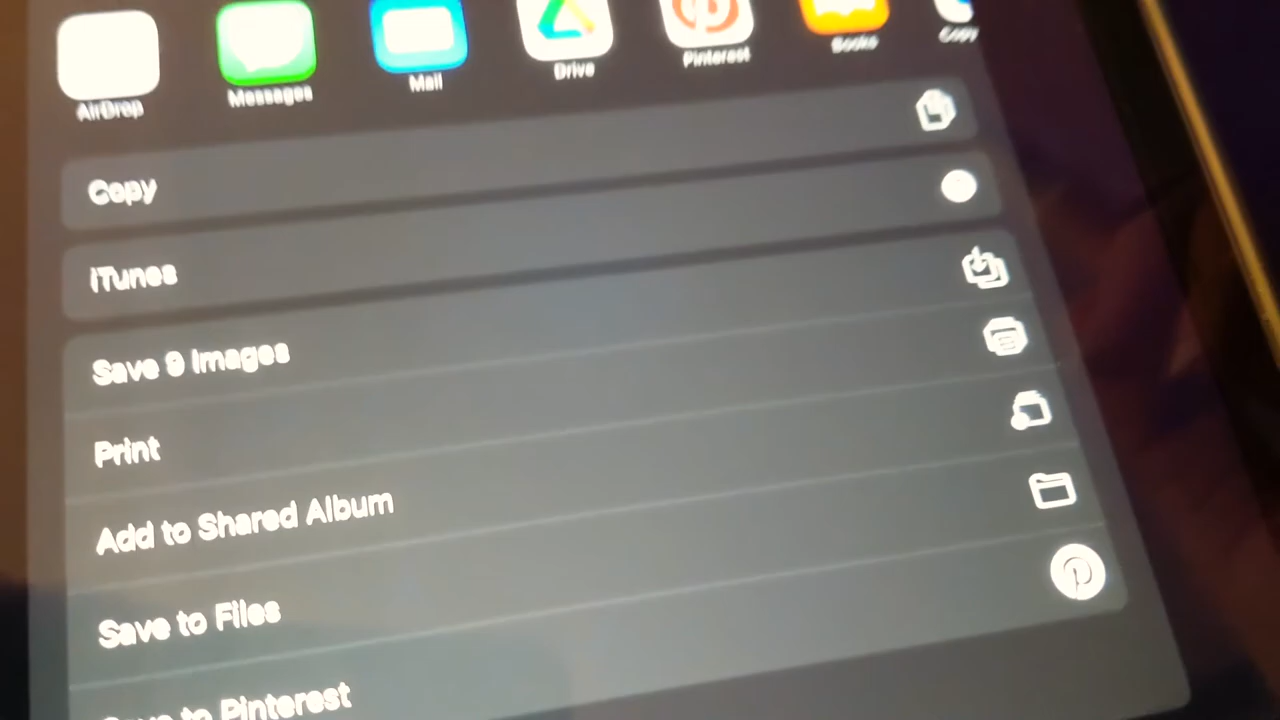 AirDrop
Messages
Mail
Drive
Pinterest
Books
Copy
Copy
iTunes
Save 9 Images
Print
Add to Shared Album
Save to Files
Save to Pinterest